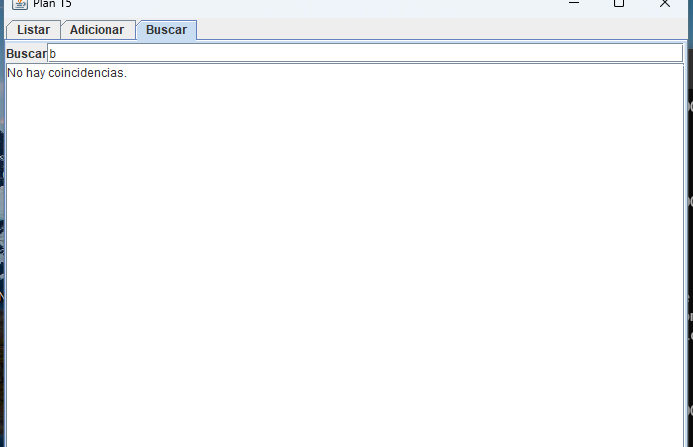 Plan 15
Listar Adicionar Buscar
Buscar b
No hay coincidencias.